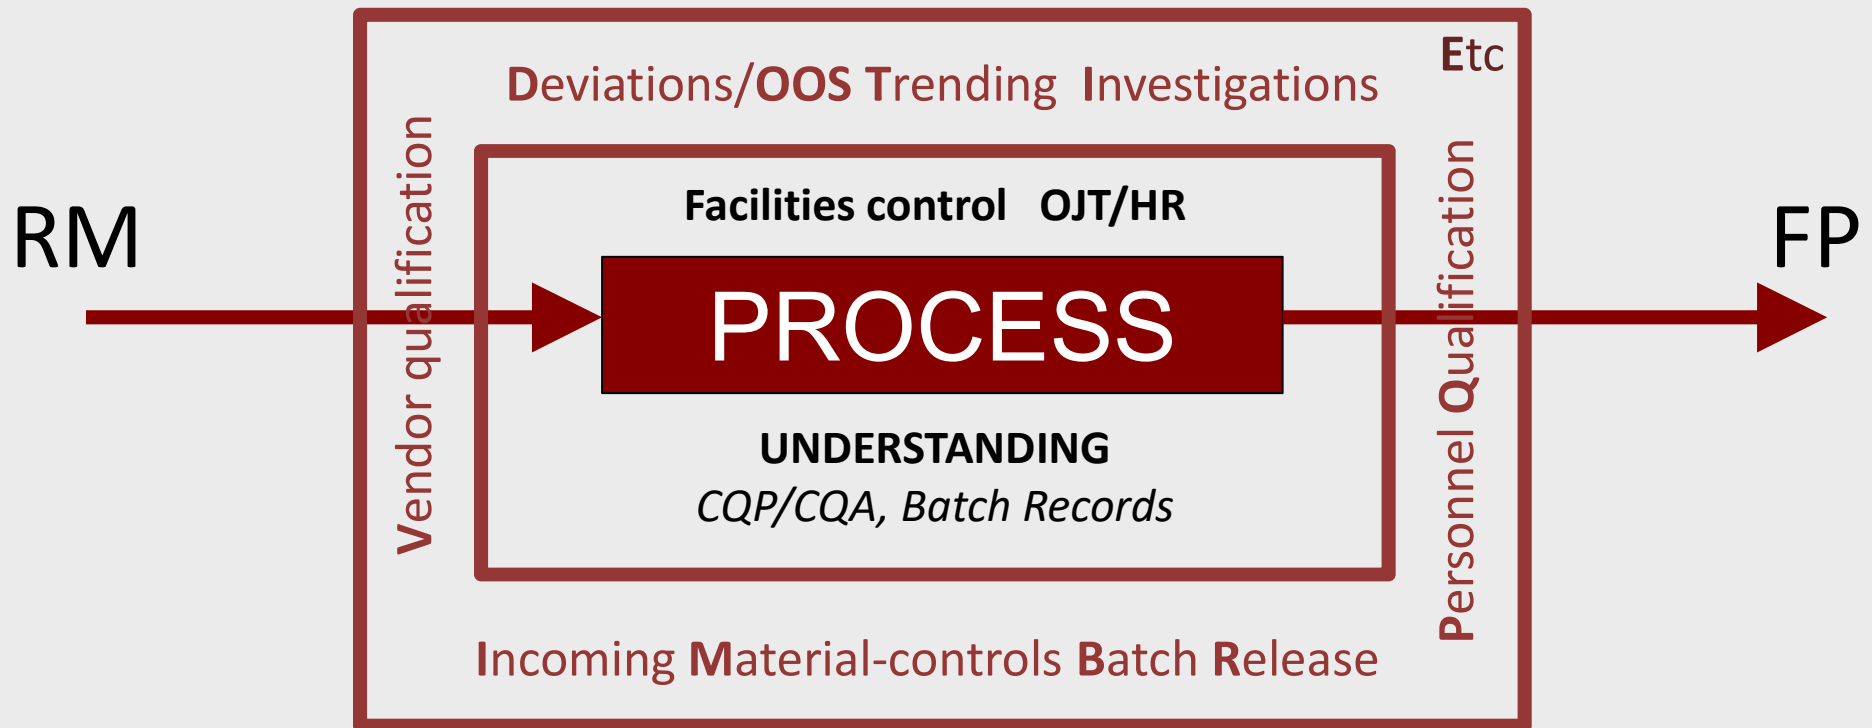 Etc
Deviations/OOS Trending Investigations
Vendor qualification
Facilities control OJT/HR
Personnel Qualification
RM
PROCESS
FP
UNDERSTANDING
CQP/CQA, Batch Records
Incoming Material-controls Batch Release